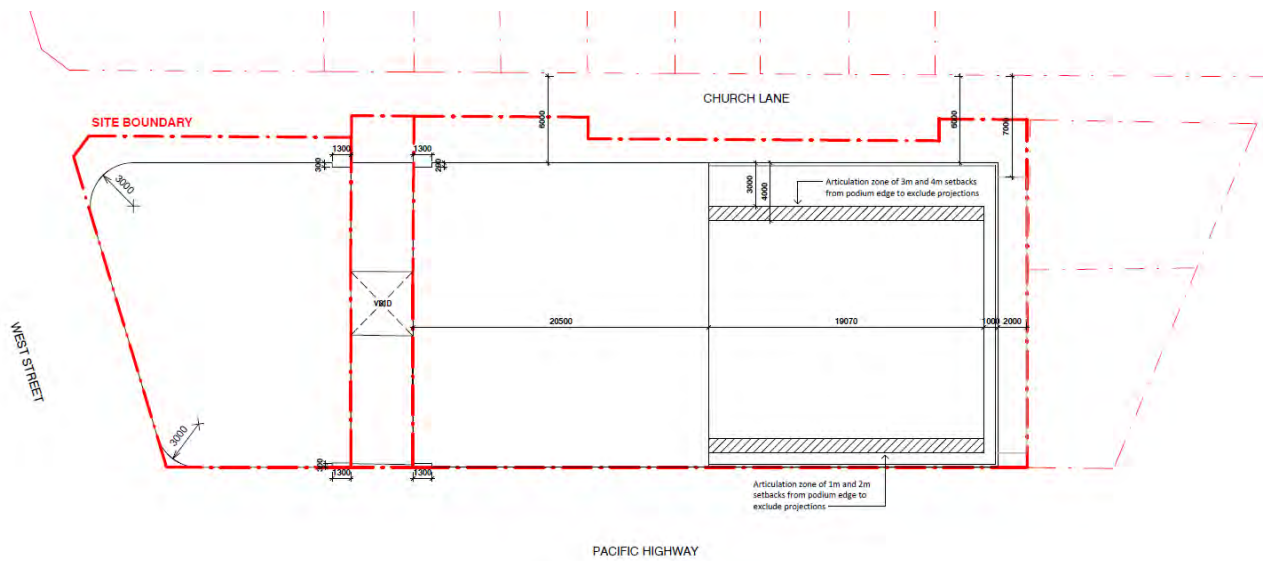 CHURCH LANE
SITE BOUNDARY
6000
6000
7000
1300
1300
300
200
3000
3000
4000
Articulation zone of 3m and 4m setbacks
from podium edge to exclude projections
VOID
20500
19070
1000
2000
WEST STREET
3000
300
1300
1300
Articulation zone of 1m and 2m
setbacks from podium edge to
exclude projections
PACIFIC HIGHWAY